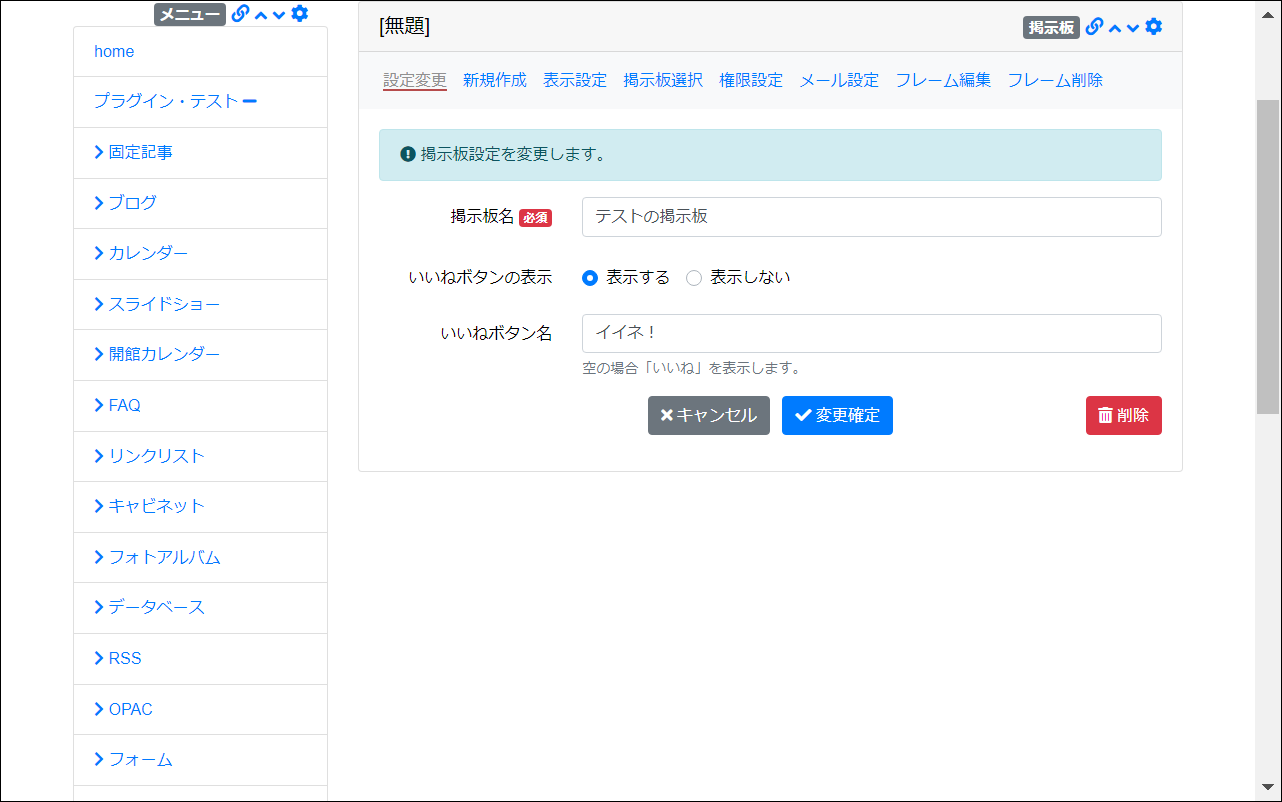 メニュー
home
プラグイン・テスト
固定記事
ブログ
カレンダー
スライドショー
開館カレンダー
FAQ
リンクリスト
キャビネット
フォトアルバム
データベース
RSS
OPAC
フォーム
[無題] 掲示板
設定変更 新規作成 表示設定 掲示板選択 権限設定 メール設定 フレーム編集 フレーム削除
掲示板設定を変更します。
掲示板名 必須 テストの掲示板
いいねボタンの表示 表示する 表示しない
いいねボタン名 イイネ！
空の場合「いいね」を表示します。
キャンセル 変更確定 削除